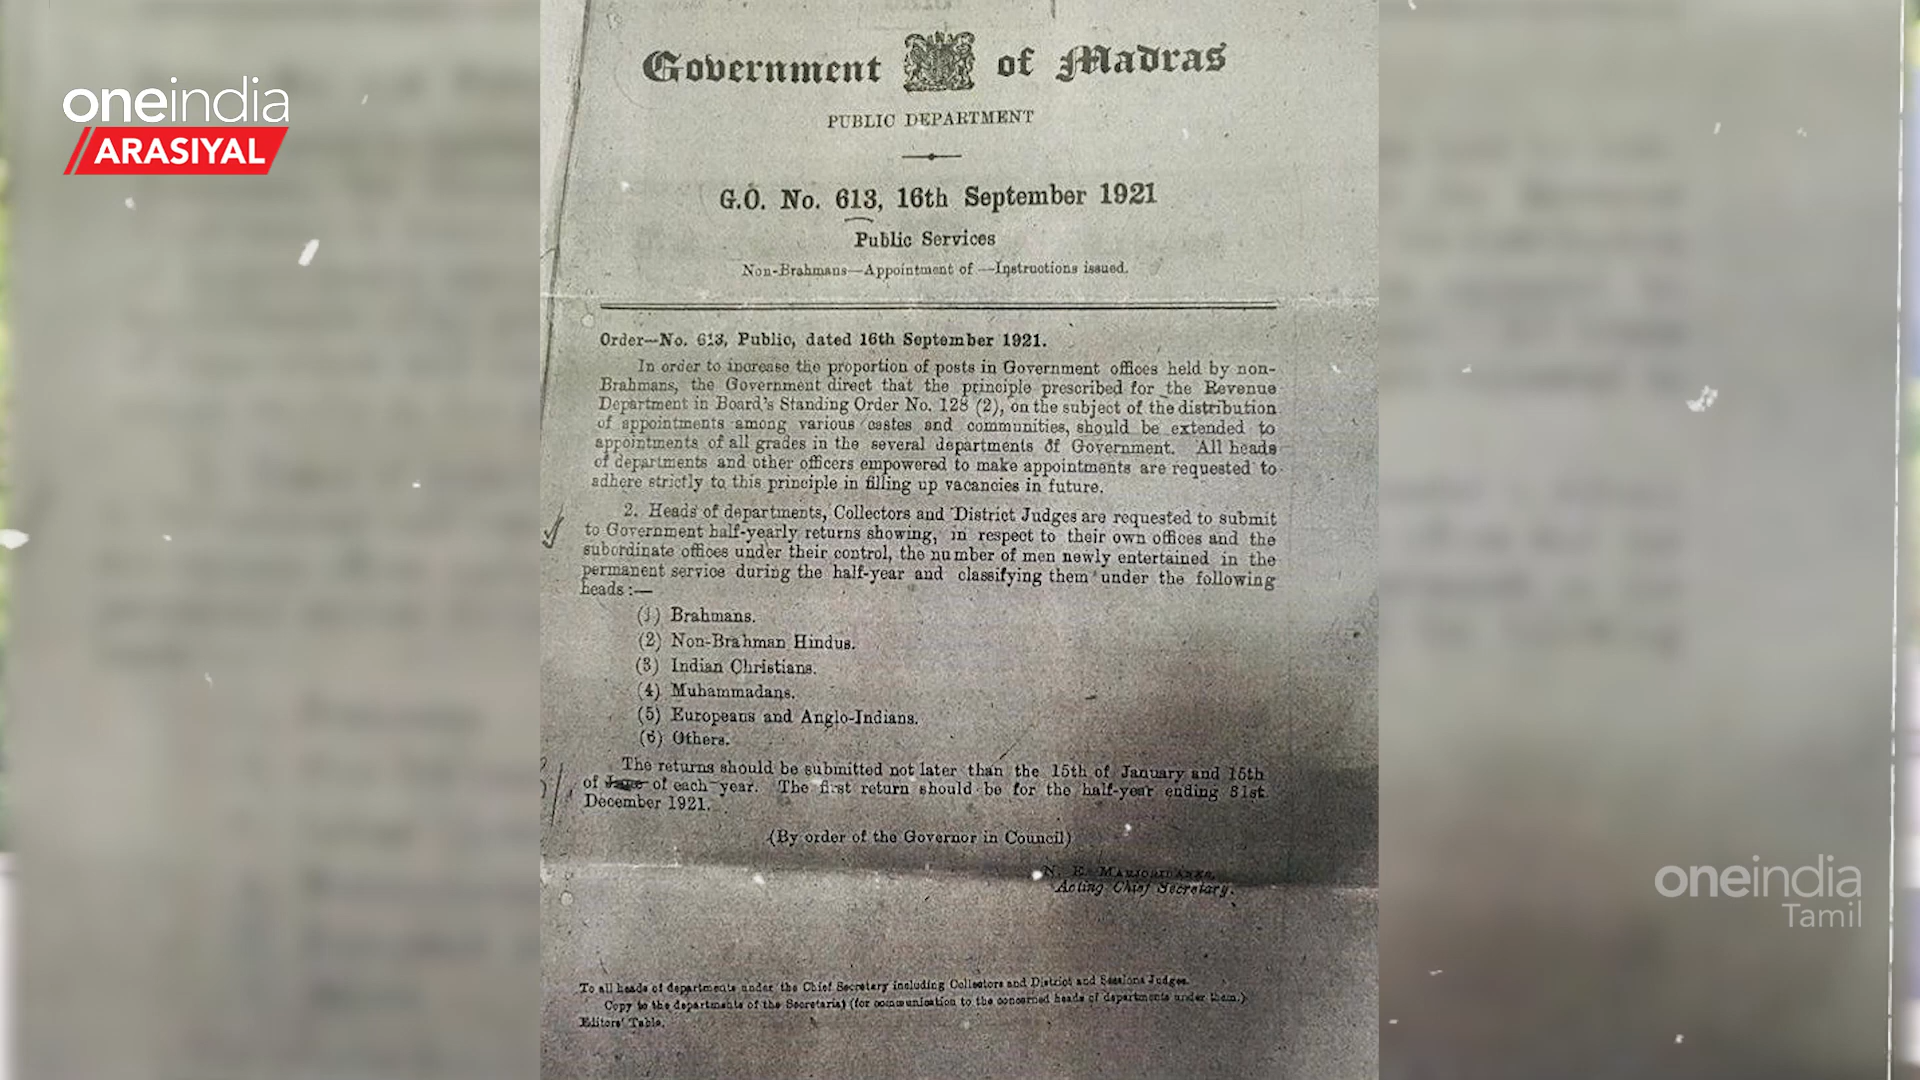 oneindia
ARASIYAL
Government of Madras
PUBLIC DEPARTMENT
G.O. No. 613, 16th September 1921
Public Services
Non-Brahmans—Appointment of—Instructions issued.
Order—No. 613, Public, dated 16th September 1921.
In order to increase the proportion of posts in Government offices held by non-
Brahmans, the Government direct that the principle prescribed for the Revenue
Department in Board's Standing Order No. 128 (2), on the subject of the distribution
of appointments among various castes and communities, should be extended to
appointments of all grades in the several departments of Government. All heads
of departments and other officers empowered to make appointments are requested to
adhere strictly to this principle in filling up vacancies in future.
2. Heads of departments, Collectors and District Judges are requested to submit
to Government half-yearly returns showing, in respect to their own offices and the
subordinate offices under their control, the number of men newly entertained in the
permanent service during the half-year and classifying them under the following
heads :—
(1) Brahmans.
(2) Non-Brahman Hindus.
(3) Indian Christians.
(4) Muhammadans.
(5) Europeans and Anglo-Indians.
(6) Others.
The returns should be submitted not later than the 15th of January and 15th
of of each year. The first return should be for the half-year ending 31st
December 1921.
(By order of the Governor in Council)
N. E. MARJORIBANKS,
Acting Chief Secretary.
To all heads of departments under the Chief Secretary including Collectors and District and Sessions Judges.
Copy to the departments of the Secretariat (for communication to the concerned heads of departments under them.)
Editors' Table.
oneindia
Tamil